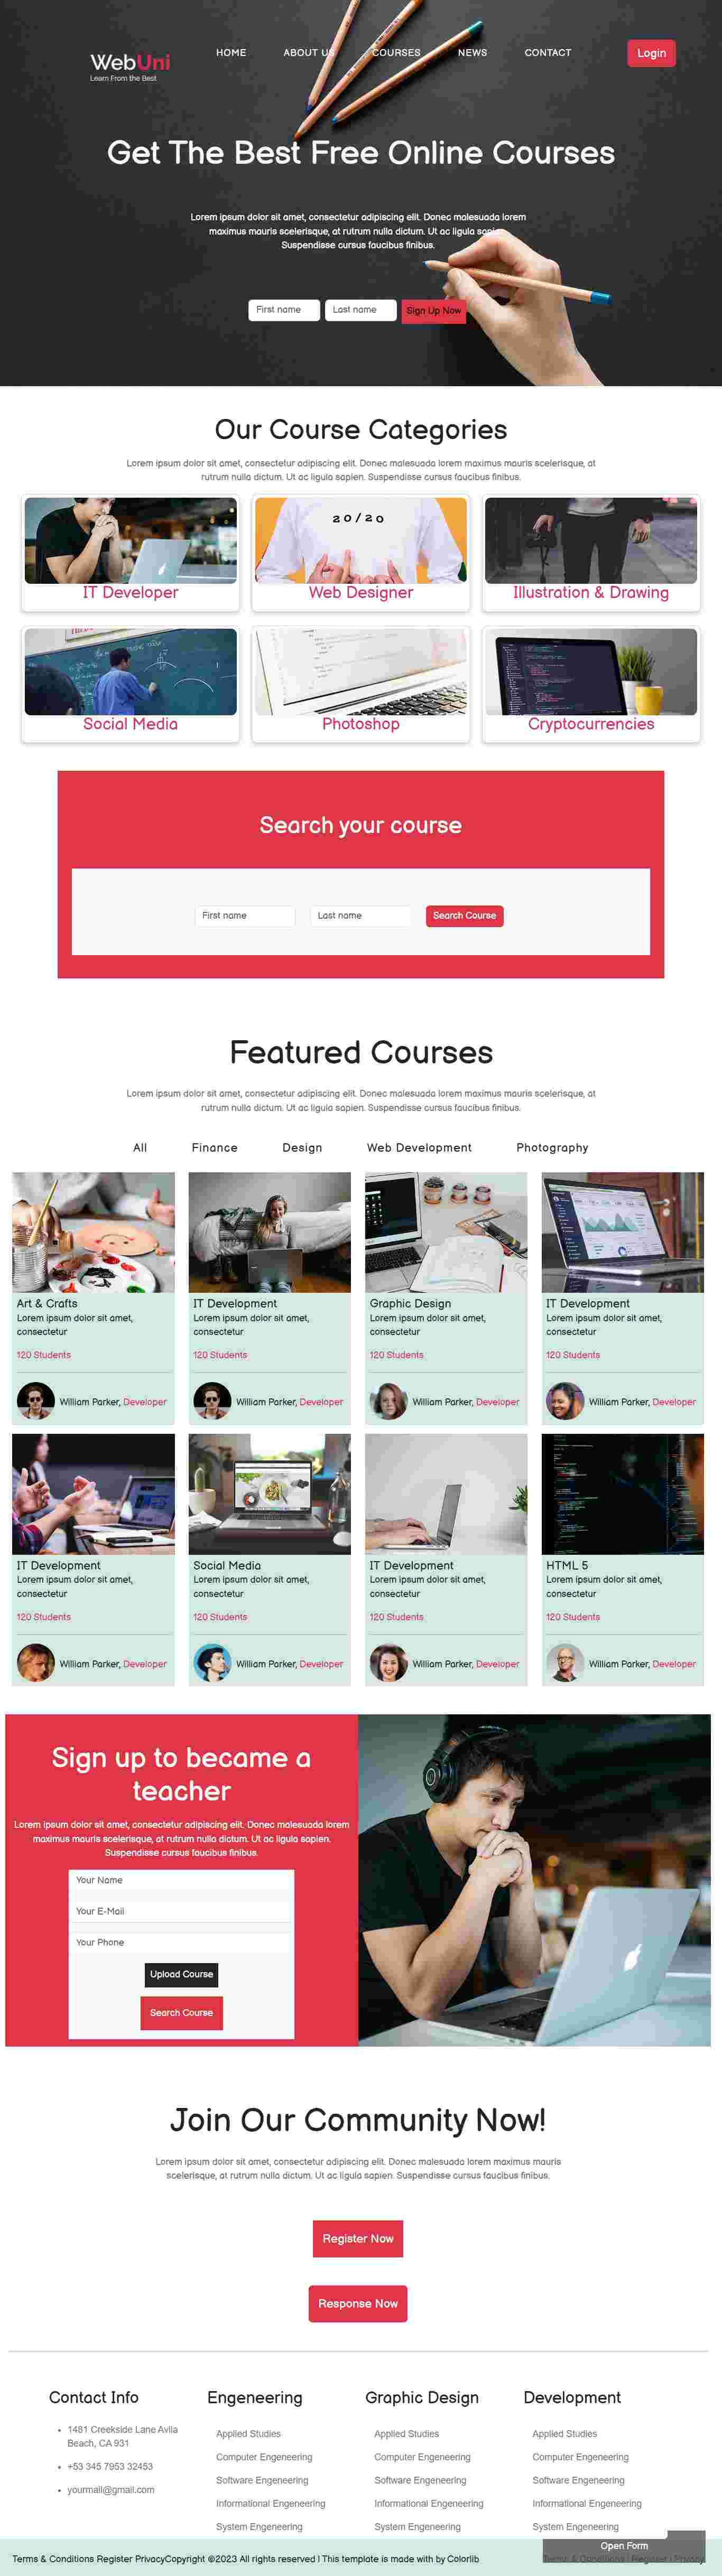 WebUni
Learn From the Best
HOME ABOUT US COURSES NEWS CONTACT
Login
Get The Best Free Online Courses
Lorem ipsum dolor sit amet, consectetur adipiscing elit. Donec malesuada lorem
maximus mauris scelerisque, at rutrum nulla dictum. Ut ac ligula sapien.
Suspendisse cursus faucibus finibus.
First name Last name Sign Up Now
Our Course Categories
Lorem ipsum dolor sit amet, consectetur adipiscing elit. Donec malesuada lorem maximus mauris scelerisque, at
rutrum nulla dictum. Ut ac ligula sapien. Suspendisse cursus faucibus finibus.
20/20
IT Developer Web Designer Illustration & Drawing
Social Media Photoshop Cryptocurrencies
Search your course
First name Last name Search Course
Featured Courses
Lorem ipsum dolor sit amet, consectetur adipiscing elit. Donec malesuada lorem maximus mauris scelerisque, at
rutrum nulla dictum. Ut ac ligula sapien. Suspendisse cursus faucibus finibus.
All Finance Design Web Development Photography
Art & Crafts IT Development Graphic Design IT Development
Lorem ipsum dolor sit amet, Lorem ipsum dolor sit amet, Lorem ipsum dolor sit amet, Lorem ipsum dolor sit amet,
consectetur consectetur consectetur consectetur
120 Students 120 Students 120 Students 120 Students
William Parker, Developer William Parker, Developer William Parker, Developer William Parker, Developer
IT Development Social Media IT Development HTML 5
Lorem ipsum dolor sit amet, Lorem ipsum dolor sit amet, Lorem ipsum dolor sit amet, Lorem ipsum dolor sit amet,
consectetur consectetur consectetur consectetur
120 Students 120 Students 120 Students 120 Students
William Parker, Developer William Parker, Developer William Parker, Developer William Parker, Developer
Sign up to became a
teacher
Lorem ipsum dolor sit amet, consectetur adipiscing elit. Donec malesuada lorem
maximus mauris scelerisque, at rutrum nulla dictum. Ut ac ligula sapien.
Suspendisse cursus faucibus finibus.
Your Name
Your E-Mail
Your Phone
Upload Course
Search Course
Join Our Community Now!
Lorem ipsum dolor sit amet, consectetur adipiscing elit. Donec malesuada lorem maximus mauris
scelerisque, at rutrum nulla dictum. Ut ac ligula sapien. Suspendisse cursus faucibus finibus.
Register Now
Response Now
Contact Info Engeneering Graphic Design Development
1481 Creekside Lane Avila
Beach, CA 931
+53 345 7953 32453
yourmail@gmail.com
Applied Studies Applied Studies Applied Studies
Computer Engeneering Computer Engeneering Computer Engeneering
Software Engeneering Software Engeneering Software Engeneering
Informational Engeneering Informational Engeneering Informational Engeneering
System Engeneering System Engeneering System Engeneering
Open Form
Terms & Conditions Register PrivacyCopyright ©2023 All rights reserved | This template is made with by Colorlib Terms & Conditions | Register | Privacy